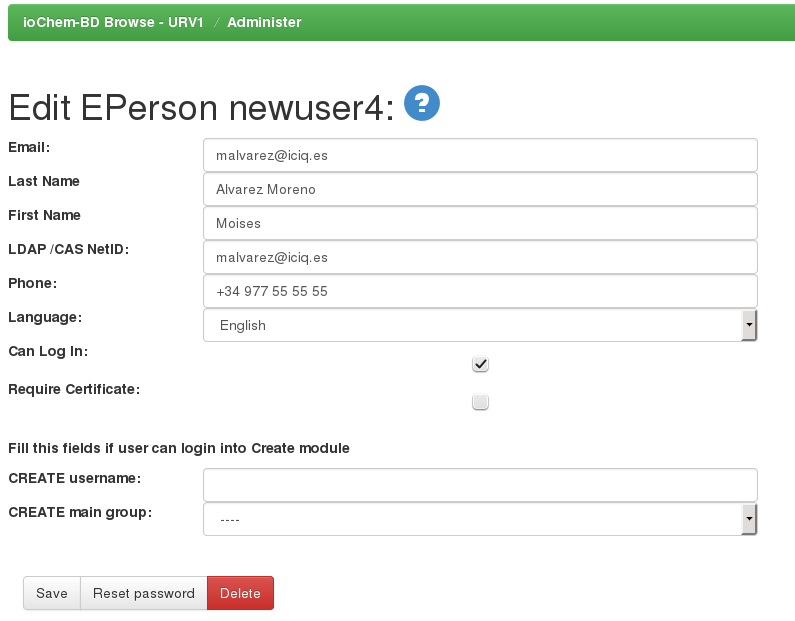 ioChem-BD Browse - URV1 / Administer
Edit EPerson newuser4: ?
Email: malvarez@iciq.es
Last Name Alvarez Moreno
First Name Moises
LDAP /CAS NetID: malvarez@iciq.es
Phone: +34 977 55 55 55
Language: English
Can Log In:
Require Certificate:
Fill this fields if user can login into Create module
CREATE username:
CREATE main group: ----
Save Reset password Delete